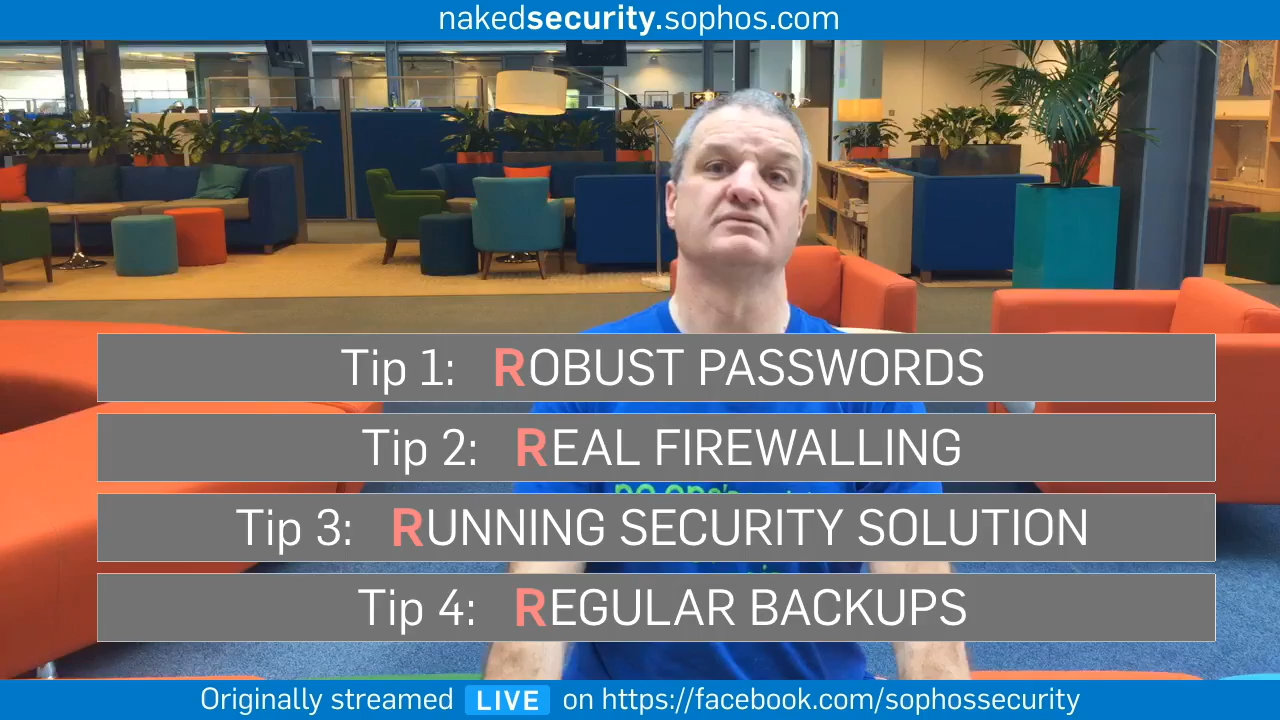 nakedsecurity.sophos.com
Tip 1: ROBUST PASSWORDS
Tip 2: REAL FIREWALLING
Tip 3: RUNNING SECURITY SOLUTION
Tip 4: REGULAR BACKUPS
Originally streamed LIVE on https://facebook.com/sophossecurity